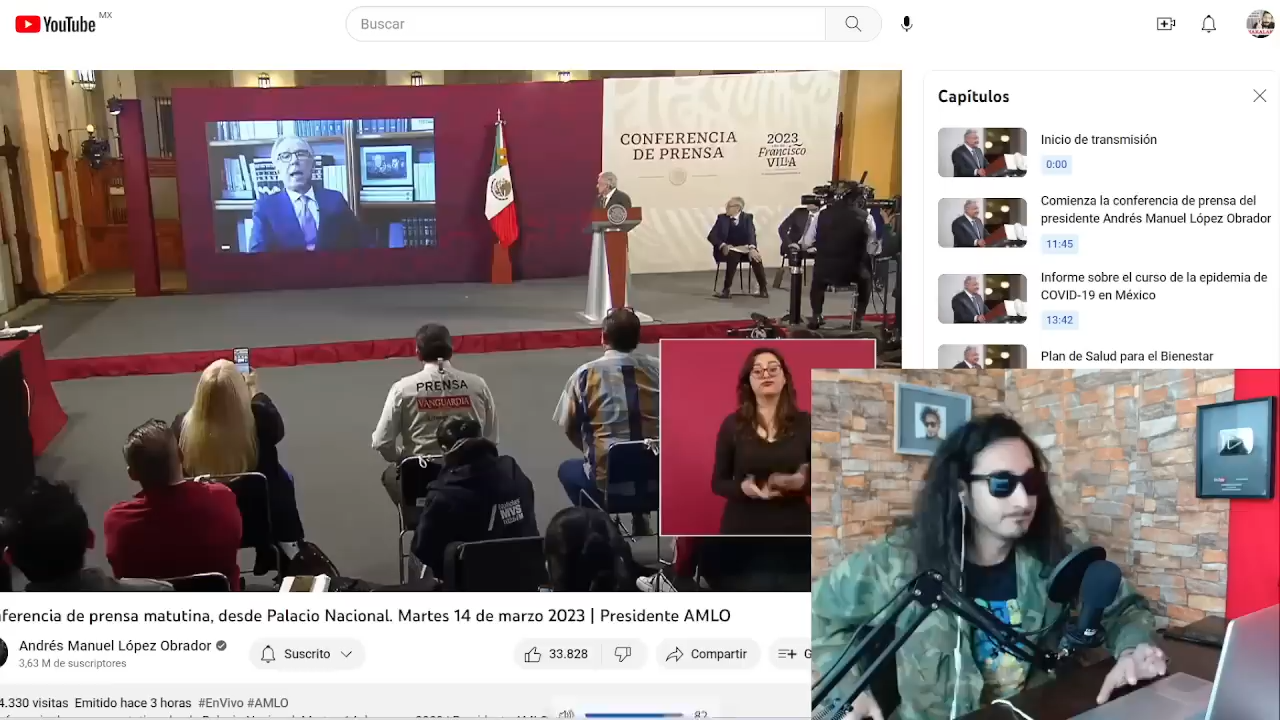 YouTube MX
Buscar
CONFERENCIA
DE PRENSA
2023
Francisco
VILLA
PRENSA
VANGUARDIA
MVS
Capítulos
Inicio de transmisión
0:00
Comienza la conferencia de prensa del
presidente Andrés Manuel López Obrador
11:45
Informe sobre el curso de la epidemia de
COVID-19 en México
13:42
Plan de Salud para el Bienestar
ferencia de prensa matutina, desde Palacio Nacional. Martes 14 de marzo 2023 | Presidente AMLO
Andrés Manuel López Obrador
3,63 M de suscriptores
Suscrito
33.828
Compartir
G
4.330 visitas Emitido hace 3 horas #EnVivo #AMLO
82